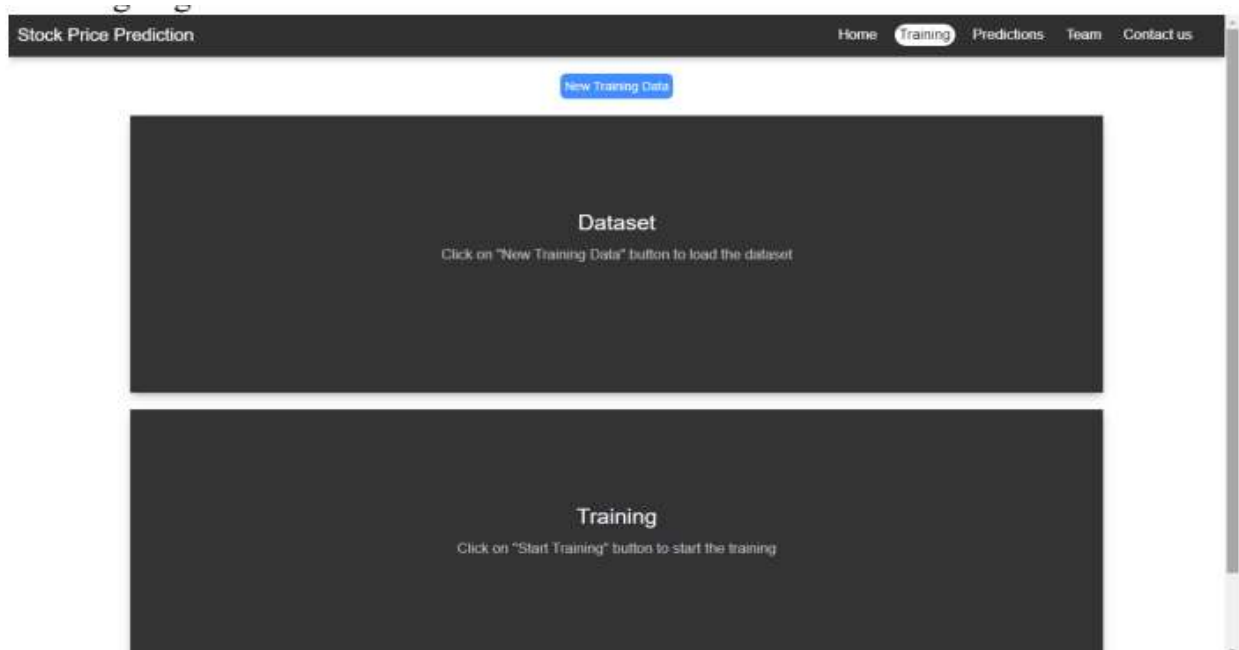 Stock Price Prediction
Home Training Predictions Team Contact us
New Training Data
Dataset
Click on "New Training Data" button to load the dataset
Training
Click on "Start Training" button to start the training